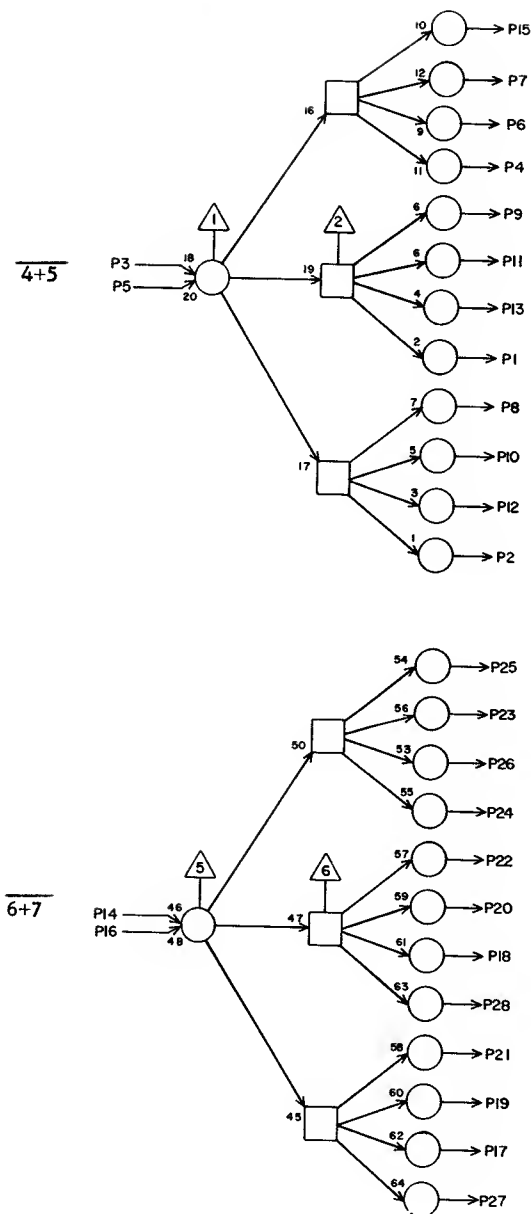 10 P15
12 P7
16 9 P6
11 P4
1 2 6 P9
4+5 P3 18 19 6 P11
P5 20 4 P13
2 P1
7 P8
17 5 P10
3 P12
1 P2
54 P25
56 P23
50 53 P26
55 P24
5 6 57 P22
6+7 P14 46 47 59 P20
P16 48 61 P18
63 P28
58 P21
45 60 P19
62 P17
64 P27